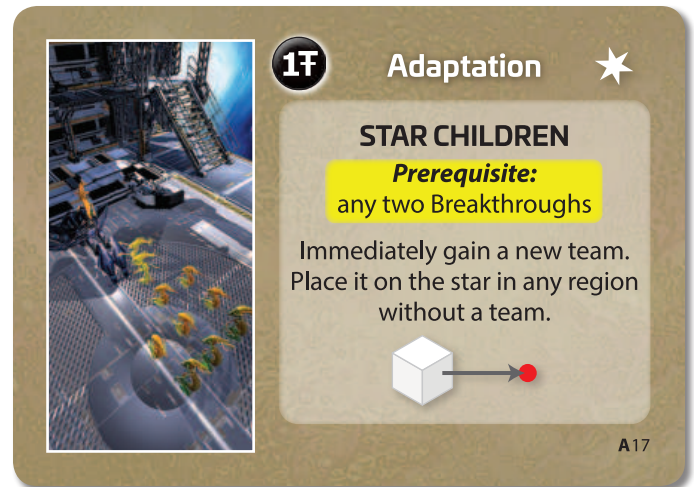 1Ŧ
Adaptation
STAR CHILDREN
Prerequisite:
any two Breakthroughs
Immediately gain a new team.
Place it on the star in any region
without a team.
A17